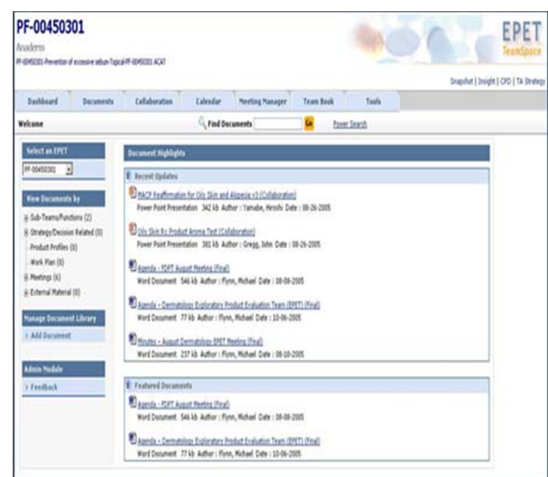 PF-00450301
EPET
TeamSpace
Anaderm
PF-00450301-Prevention of excessive sebum-Topical-PF-00450301 ACAT
Snapshot | Insight | CPD | TA Strategy
Dashboard Documents Collaboration Calendar Meeting Manager Team Book Tools
Welcome Find Documents Go Power Search
Select an EPET
PF-00450301
View Documents by
Sub-Teams/Functions (2)
Strategy/Decision Related (0)
Product Profiles (0)
Work Plan (0)
Meetings (6)
External Material (0)
Manage Document Library
Add Document
Admin Module
Feedback
Document Highlights
Recent Updates
MACP Reaffirmation for Oily Skin and Alopesia v3 (Collaboration)
Power Point Presentation 342 kb Author : Yamabe, Hiroshi Date : 08-26-2005
Oily Skin Rx Product Aroma Test (Collaboration)
Power Point Presentation 381 kb Author : Gregg, John Date : 08-26-2005
Agenda - August Meeting (Final)
Word Document 546 kb Author : Flynn, Michael Date : 08-08-2005
Agenda - Dermatology Exploratory Product Evaluation Team (EPET) (Final)
Word Document 77 kb Author : Flynn, Michael Date : 10-06-2005
Minutes - August Dermatology EPET Meeting (Final)
Word Document 237 kb Author : Flynn, Michael Date : 08-10-2005
Featured Documents
Agenda - August Meeting (Final)
Word Document 546 kb Author : Flynn, Michael Date : 08-08-2005
Agenda - Dermatology Exploratory Product Evaluation Team (EPET) (Final)
Word Document 77 kb Author : Flynn, Michael Date : 10-06-2005